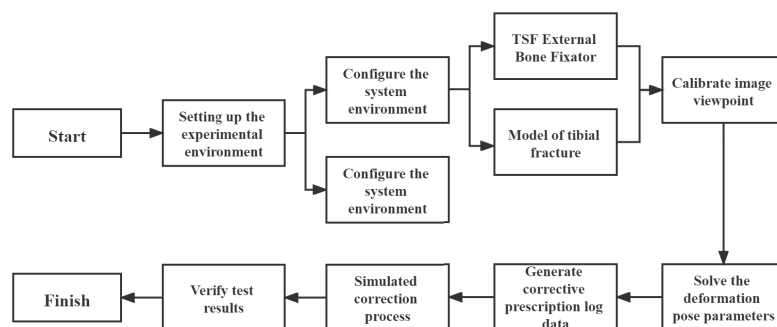 Start
Setting up the
experimental
environment
Configure the
system
environment
Configure the
system
environment
TSF External
Bone Fixator
Model of tibial
fracture
Calibrate image
viewpoint
Solve the
deformation
pose parameters
Generate
corrective
prescription log
data
Simulated
correction
process
Verify test
results
Finish